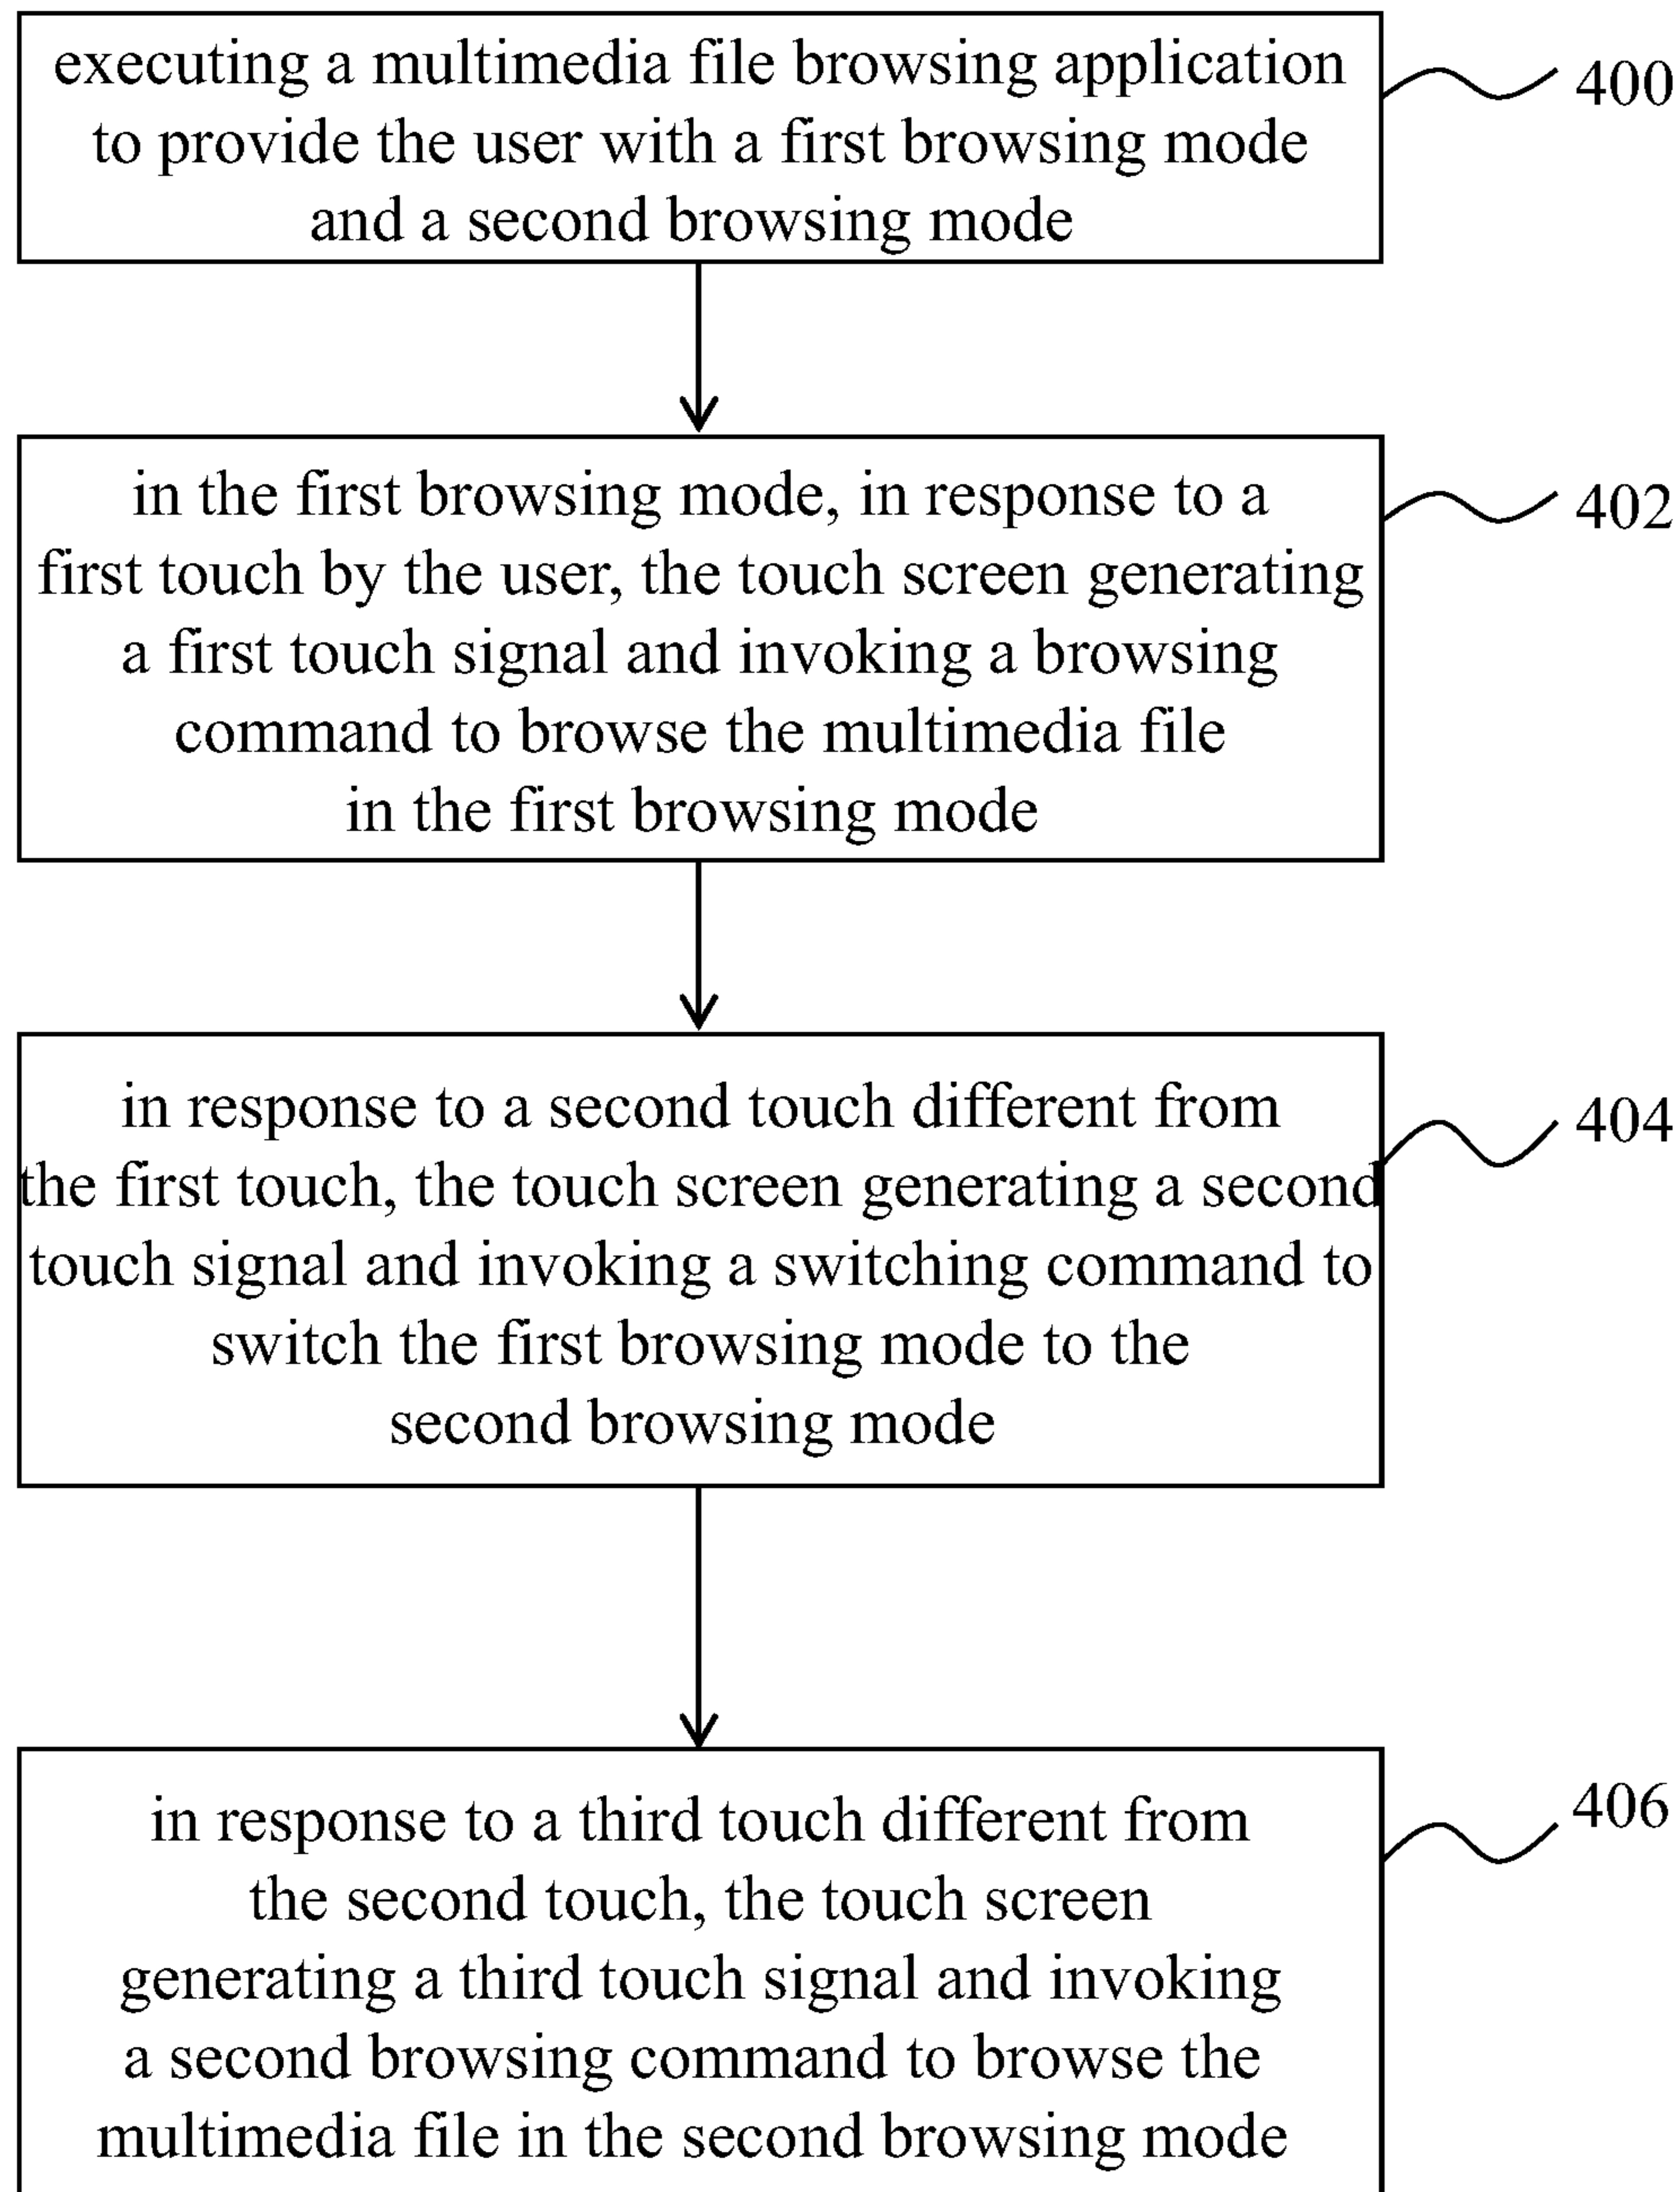 executing a multimedia file browsing application
to provide the user with a first browsing mode
and a second browsing mode
400
in the first browsing mode, in response to a
first touch by the user, the touch screen generating
a first touch signal and invoking a browsing
command to browse the multimedia file
in the first browsing mode
402
in response to a second touch different from
the first touch, the touch screen generating a second
touch signal and invoking a switching command to
switch the first browsing mode to the
second browsing mode
404
in response to a third touch different from
the second touch, the touch screen
generating a third touch signal and invoking
a second browsing command to browse the
multimedia file in the second browsing mode
406